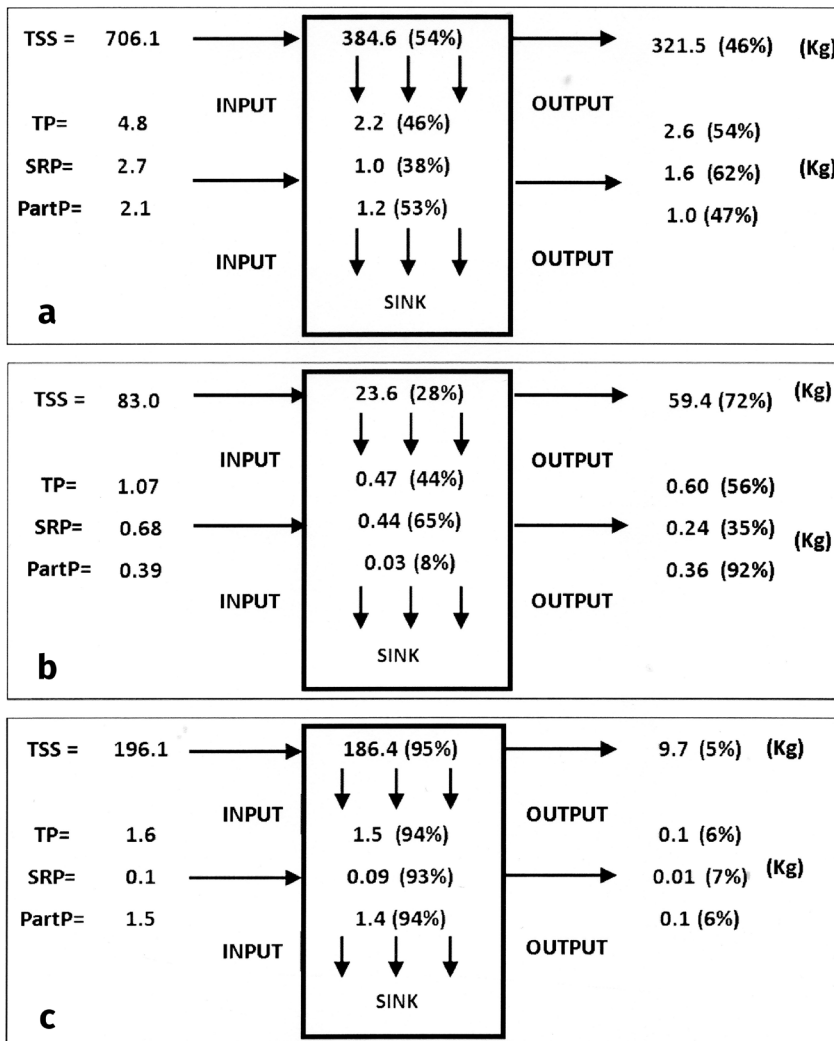 TSS = 706.1 384.6 (54%) 321.5 (46%) (Kg)
INPUT OUTPUT
TP= 4.8 2.2 (46%) 2.6 (54%)
SRP= 2.7 1.0 (38%) 1.6 (62%) (Kg)
PartP= 2.1 1.2 (53%) 1.0 (47%)
INPUT OUTPUT
SINK
a
TSS = 83.0 23.6 (28%) 59.4 (72%) (Kg)
INPUT OUTPUT
TP= 1.07 0.47 (44%) 0.60 (56%)
SRP= 0.68 0.44 (65%) 0.24 (35%) (Kg)
PartP= 0.39 0.03 (8%) 0.36 (92%)
INPUT OUTPUT
SINK
b
TSS = 196.1 186.4 (95%) 9.7 (5%) (Kg)
INPUT OUTPUT
TP= 1.6 1.5 (94%) 0.1 (6%)
SRP= 0.1 0.09 (93%) 0.01 (7%) (Kg)
PartP= 1.5 1.4 (94%) 0.1 (6%)
INPUT OUTPUT
SINK
c